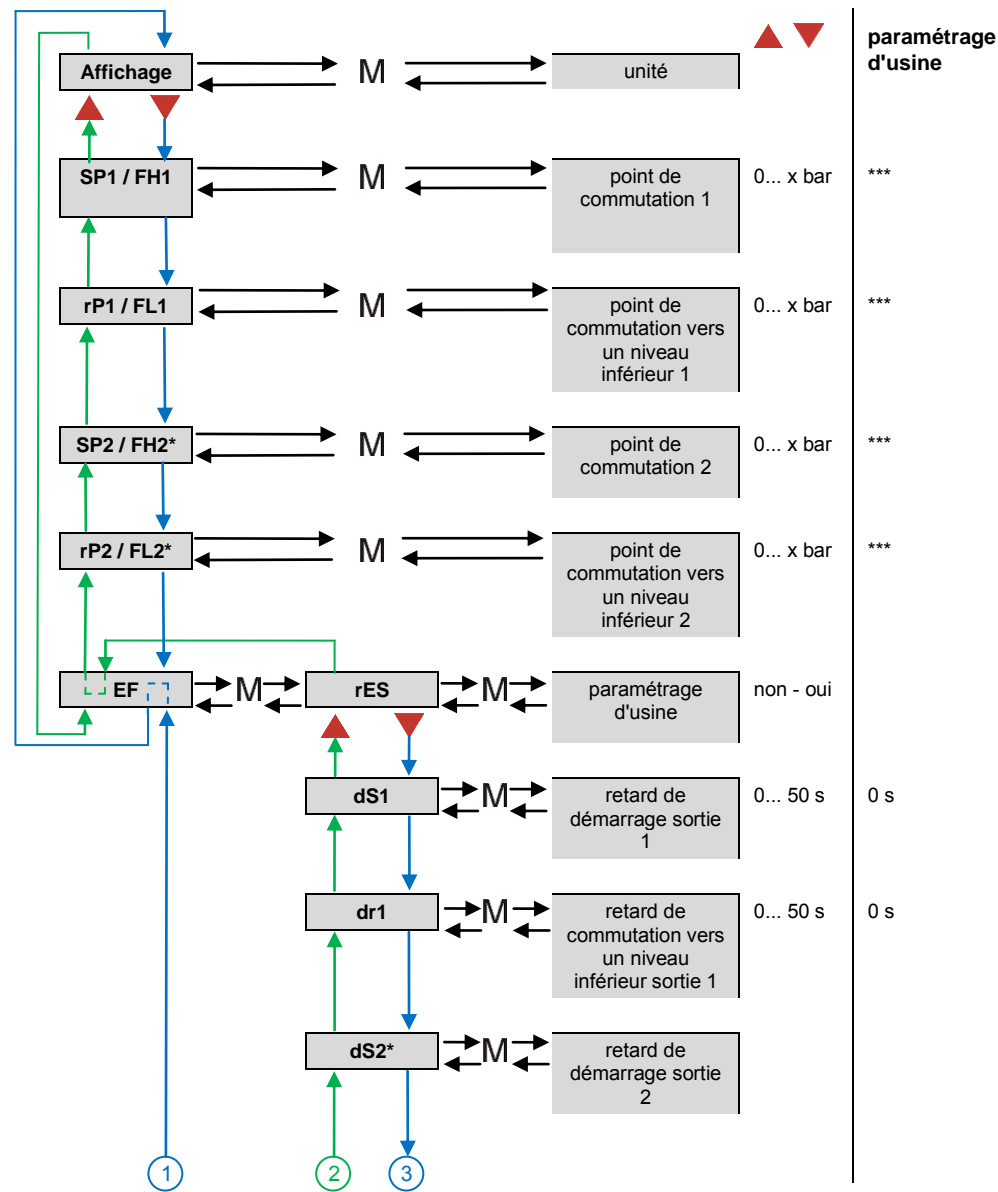 paramétrage
d'usine
Affichage
M
unité
SP1 / FH1
M
point de
commutation 1
0... x bar
***
rP1 / FL1
M
point de
commutation vers
un niveau
inférieur 1
0... x bar
***
SP2 / FH2*
M
point de
commutation 2
0... x bar
***
rP2 / FL2*
M
point de
commutation vers
un niveau
inférieur 2
0... x bar
***
EF
M
rES
M
paramétrage
d'usine
non - oui
dS1
M
retard de
démarrage sortie
1
0... 50 s
0 s
dr1
M
retard de
commutation vers
un niveau
inférieur sortie 1
0... 50 s
0 s
dS2*
M
retard de
démarrage sortie
2
1
2
3